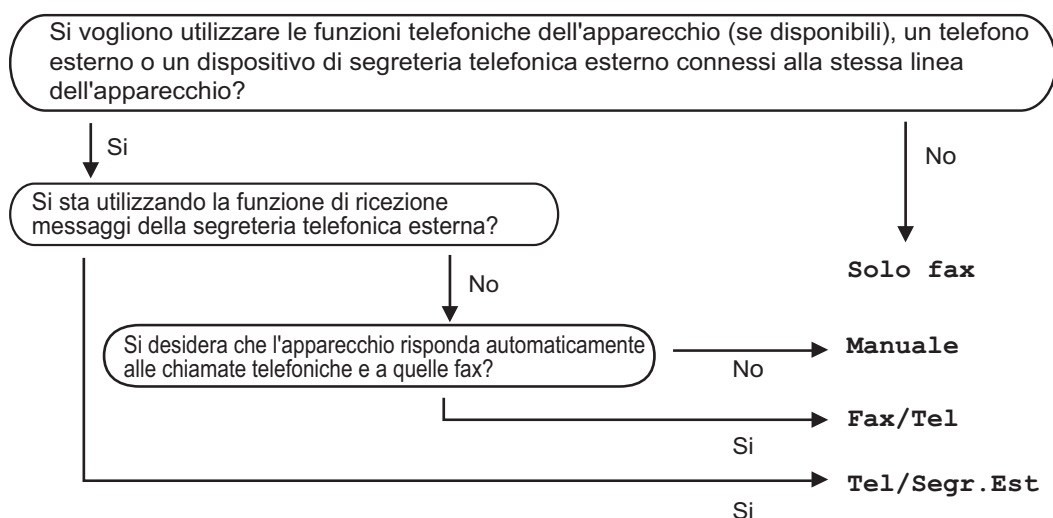 Si vogliono utilizzare le funzioni telefoniche dell'apparecchio (se disponibili), un telefono
esterno o un dispositivo di segreteria telefonica esterno connessi alla stessa linea
dell'apparecchio?
Si
No
Si sta utilizzando la funzione di ricezione
messaggi della segreteria telefonica esterna?
Solo fax
No
Si desidera che l'apparecchio risponda automaticamente
alle chiamate telefoniche e a quelle fax?
No
Manuale
Si
Fax/Tel
Si
Tel/Segr.Est